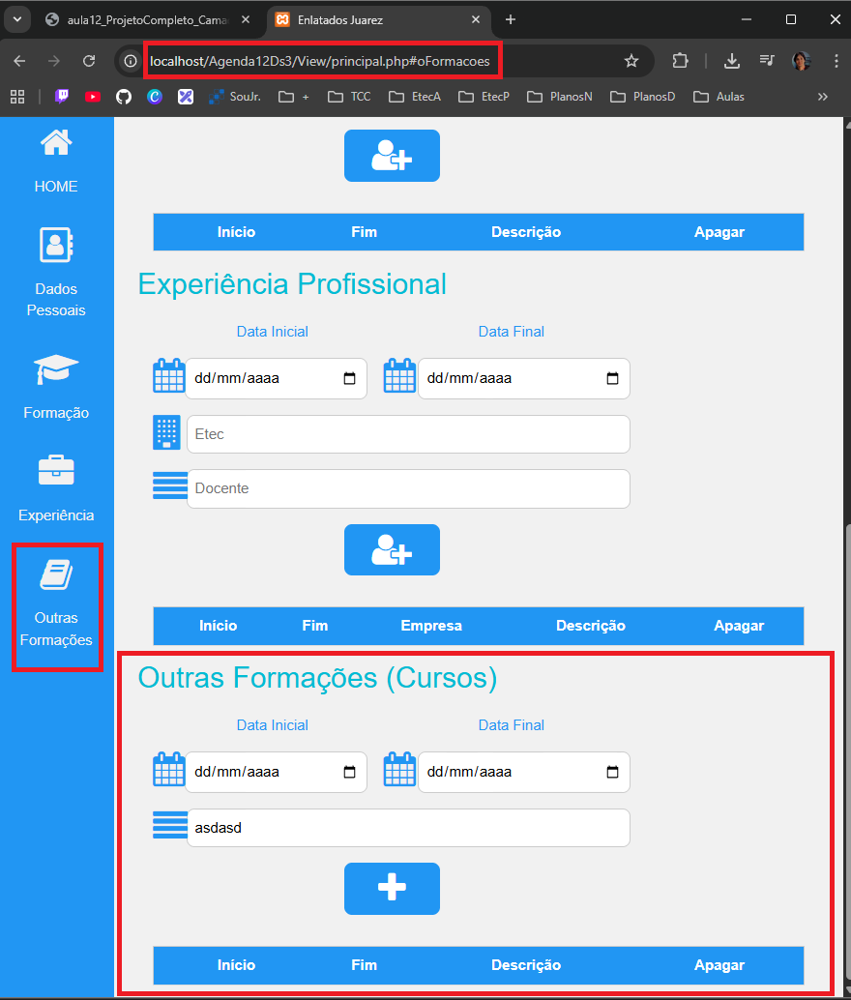 aula12_ProjetoCompleto_Cama
Enlatados Juarez
localhost/Agenda12Ds3/View/principal.php#oFormacoes
SouJr.
+
TCC
EtecA
EtecP
PlanosN
PlanosD
Aulas
HOME
Dados
Pessoais
Formação
Experiência
Outras
Formações
Início Fim Descrição Apagar
Experiência Profissional
Data Inicial Data Final
dd/mm/aaaa dd/mm/aaaa
Etec
Docente
Início Fim Empresa Descrição Apagar
Outras Formações (Cursos)
Data Inicial Data Final
dd/mm/aaaa dd/mm/aaaa
asdasd
Início Fim Descrição Apagar